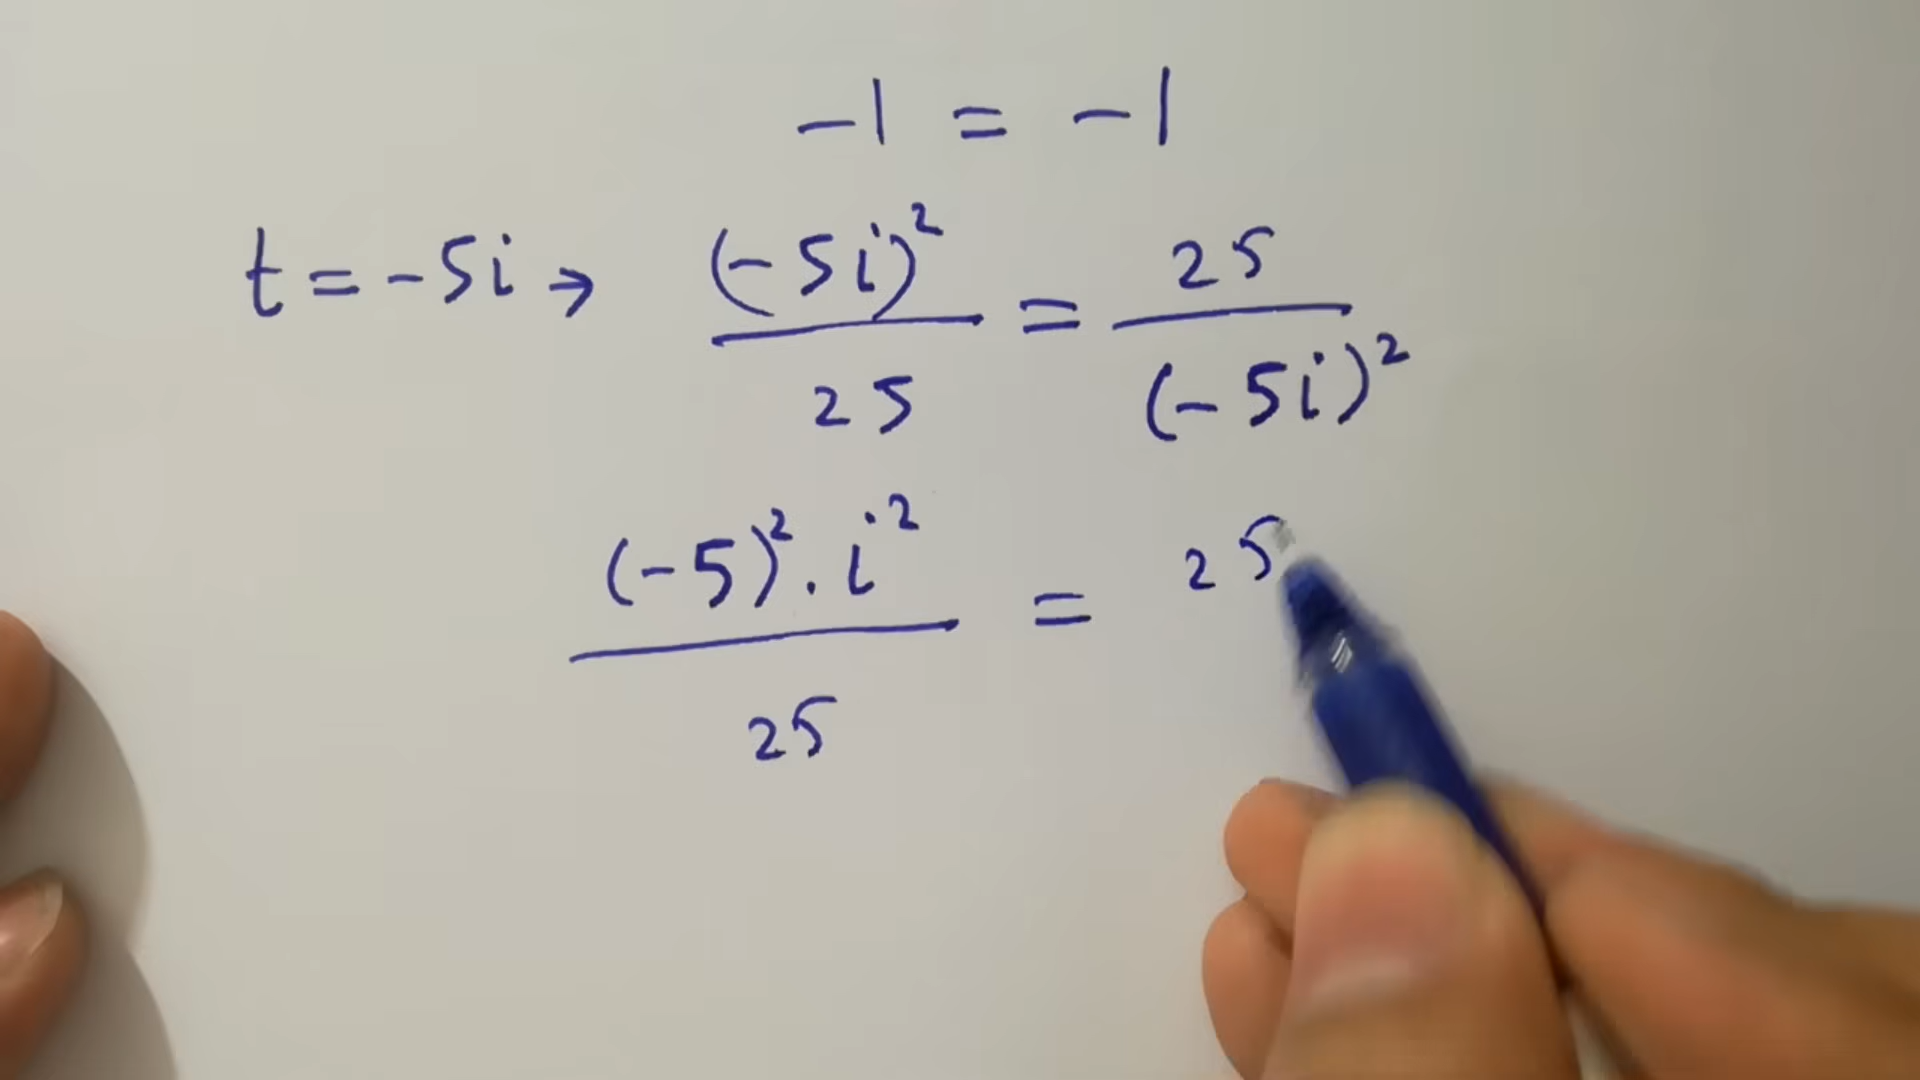 -1 = -1
t = -5i → (-5i)² / 25 = 25 / (-5i)²
(-5)² . i² / 25 = 25